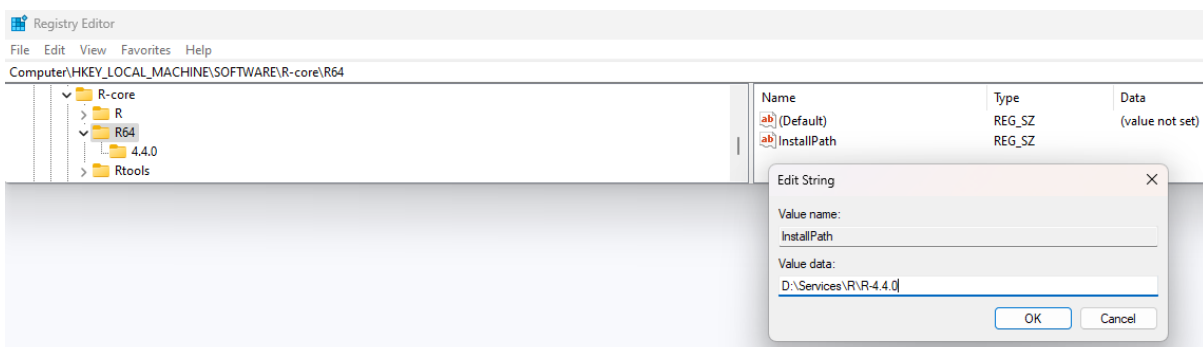 Registry Editor
File Edit View Favorites Help
Computer\HKEY_LOCAL_MACHINE\SOFTWARE\R-core\R64
R-core
R
R64
4.4.0
Rtools
Name Type Data
ab (Default) REG_SZ (value not set)
ab InstallPath REG_SZ
Edit String
Value name:
InstallPath
Value data:
D:\Services\R\R-4.4.0
OK Cancel